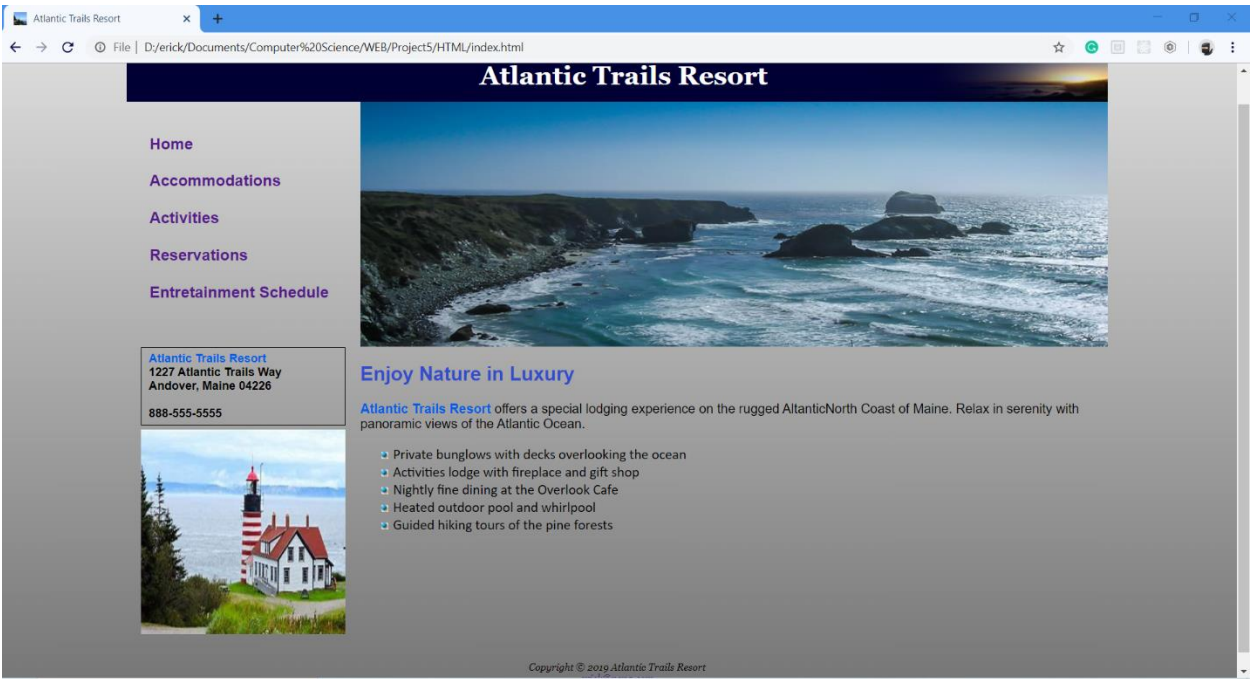 Atlantic Trails Resort
File | D:/erick/Documents/Computer%20Science/WEB/Project5/HTML/index.html
Atlantic Trails Resort
Home
Accommodations
Activities
Reservations
Entretainment Schedule
Atlantic Trails Resort
1227 Atlantic Trails Way
Andover, Maine 04226
888-555-5555
Enjoy Nature in Luxury
Atlantic Trails Resort offers a special lodging experience on the rugged AltanticNorth Coast of Maine. Relax in serenity with
panoramic views of the Atlantic Ocean.
Private bunglows with decks overlooking the ocean
Activities lodge with fireplace and gift shop
Nightly fine dining at the Overlook Cafe
Heated outdoor pool and whirlpool
Guided hiking tours of the pine forests
Copyright © 2019 Atlantic Trails Resort